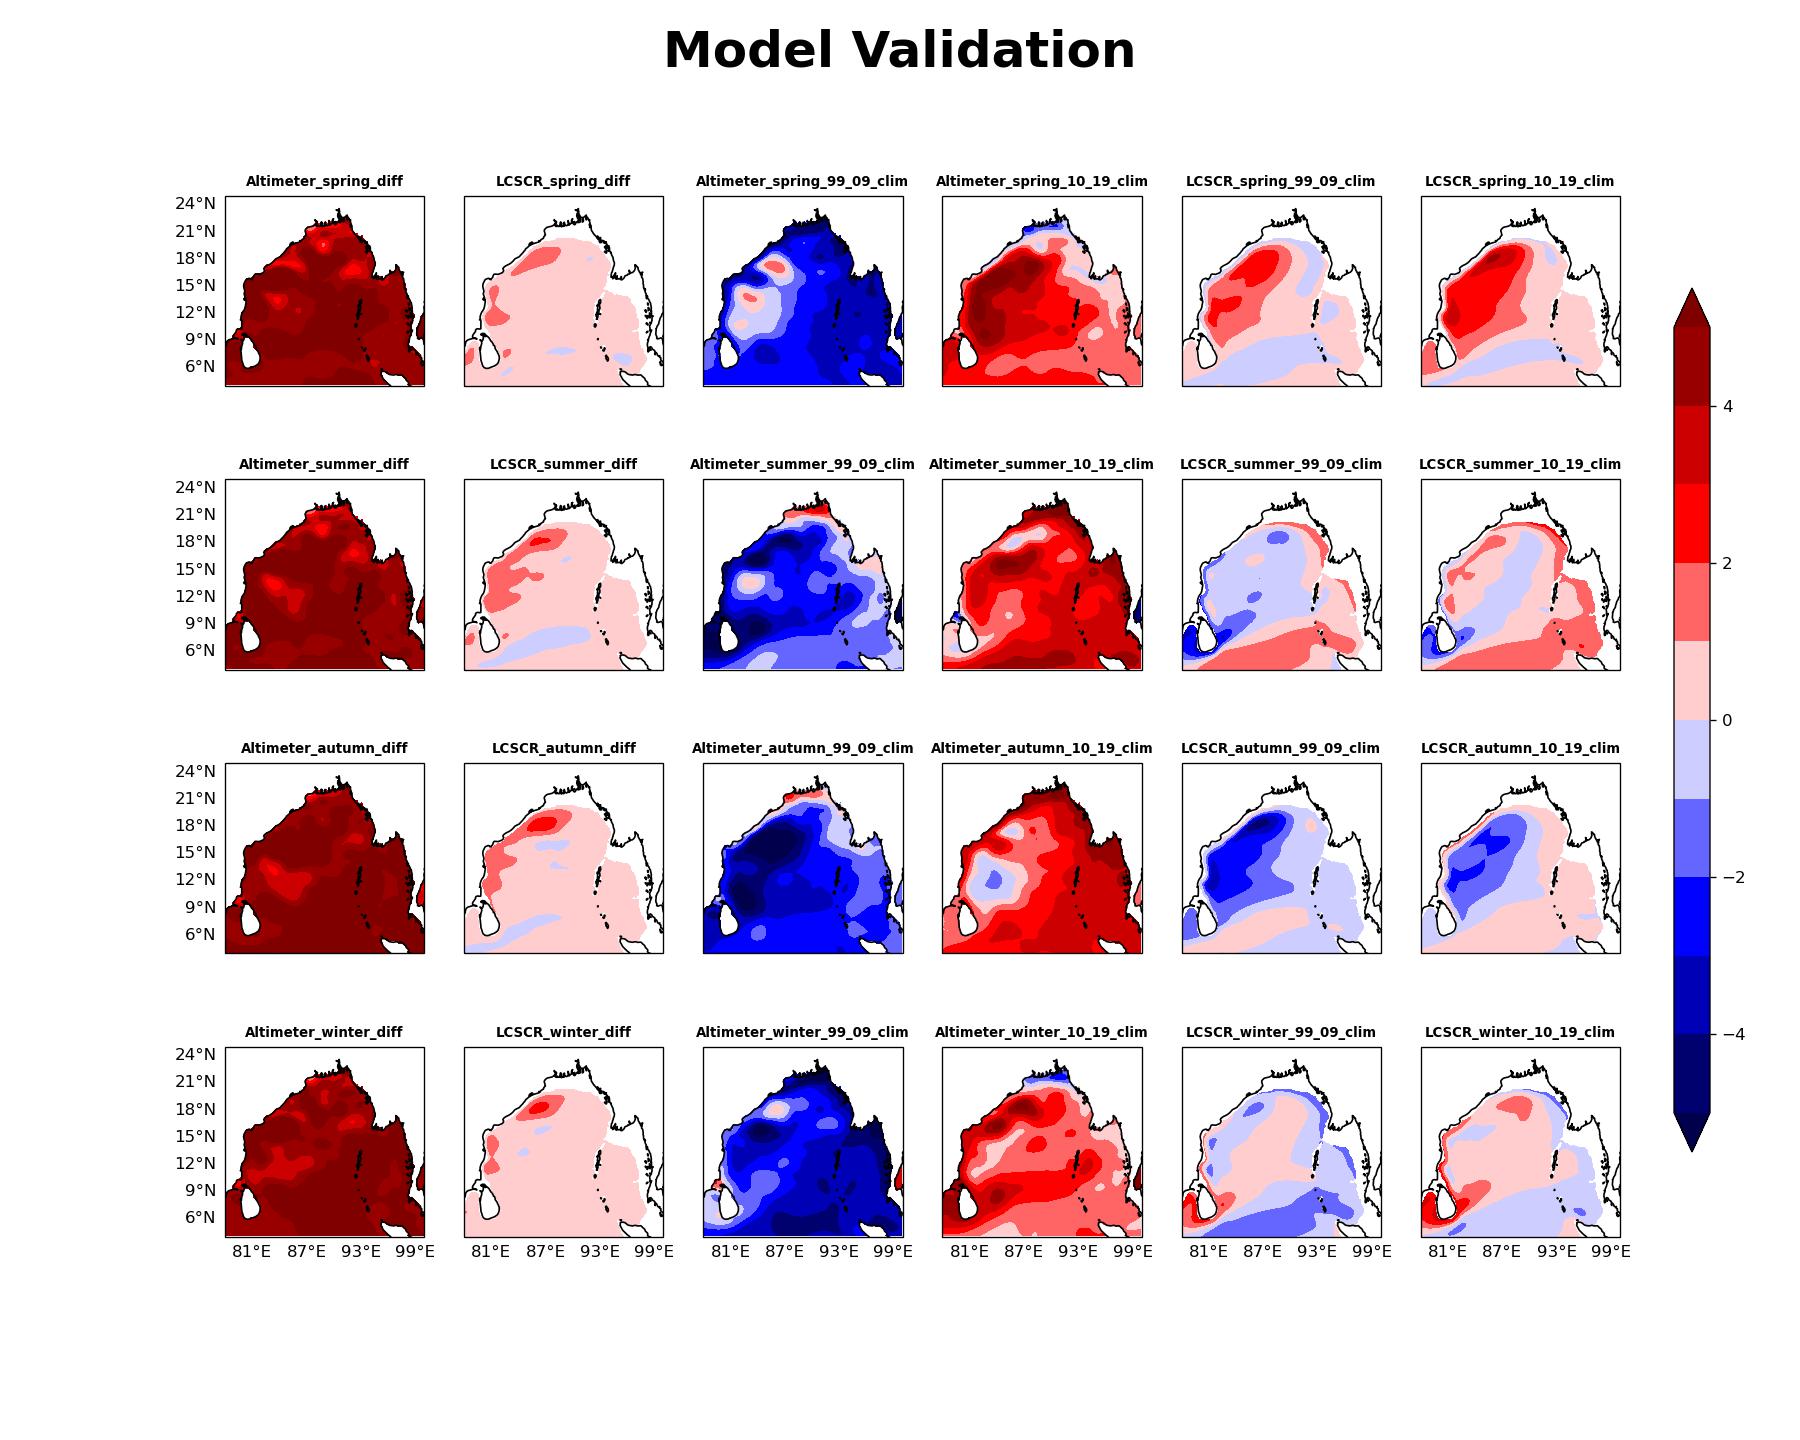 Model Validation
Altimeter_spring_diff LCSCR_spring_diff Altimeter_spring_99_09_clim Altimeter_spring_10_19_clim LCSCR_spring_99_09_clim LCSCR_spring_10_19_clim
24°N
21°N
18°N
15°N
12°N
9°N
6°N
Altimeter_summer_diff LCSCR_summer_diff Altimeter_summer_99_09_clim Altimeter_summer_10_19_clim LCSCR_summer_99_09_clim LCSCR_summer_10_19_clim
24°N
21°N
18°N
15°N
12°N
9°N
6°N
Altimeter_autumn_diff LCSCR_autumn_diff Altimeter_autumn_99_09_clim Altimeter_autumn_10_19_clim LCSCR_autumn_99_09_clim LCSCR_autumn_10_19_clim
24°N
21°N
18°N
15°N
12°N
9°N
6°N
Altimeter_winter_diff LCSCR_winter_diff Altimeter_winter_99_09_clim Altimeter_winter_10_19_clim LCSCR_winter_99_09_clim LCSCR_winter_10_19_clim
24°N
21°N
18°N
15°N
12°N
9°N
6°N
81°E 87°E 93°E 99°E 81°E 87°E 93°E 99°E 81°E 87°E 93°E 99°E 81°E 87°E 93°E 99°E 81°E 87°E 93°E 99°E 81°E 87°E 93°E 99°E
4
2
0
−2
−4